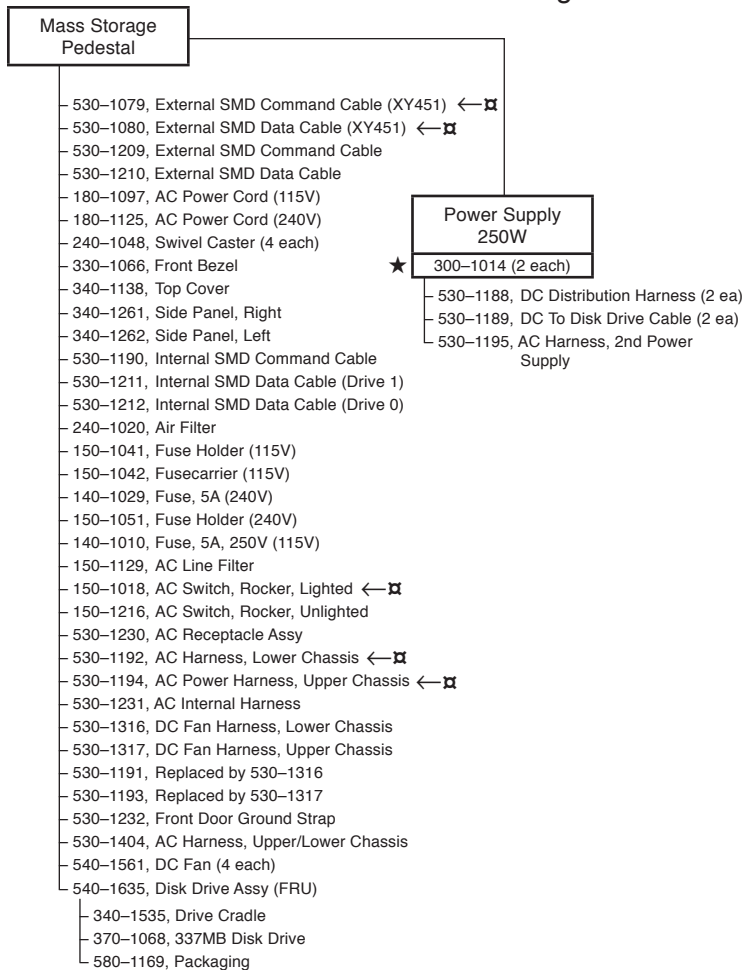 Mass Storage
Pedestal
530–1079, External SMD Command Cable (XY451) ←¤
530–1080, External SMD Data Cable (XY451) ←¤
530–1209, External SMD Command Cable
530–1210, External SMD Data Cable
180–1097, AC Power Cord (115V)
180–1125, AC Power Cord (240V)
240–1048, Swivel Caster (4 each)
330–1066, Front Bezel
340–1138, Top Cover
340–1261, Side Panel, Right
340–1262, Side Panel, Left
530–1190, Internal SMD Command Cable
530–1211, Internal SMD Data Cable (Drive 1)
530–1212, Internal SMD Data Cable (Drive 0)
240–1020, Air Filter
150–1041, Fuse Holder (115V)
150–1042, Fusecarrier (115V)
140–1029, Fuse, 5A (240V)
150–1051, Fuse Holder (240V)
140–1010, Fuse, 5A, 250V (115V)
150–1129, AC Line Filter
150–1018, AC Switch, Rocker, Lighted ←¤
150–1216, AC Switch, Rocker, Unlighted
530–1230, AC Receptacle Assy
530–1192, AC Harness, Lower Chassis ←¤
530–1194, AC Power Harness, Upper Chassis ←¤
530–1231, AC Internal Harness
530–1316, DC Fan Harness, Lower Chassis
530–1317, DC Fan Harness, Upper Chassis
530–1191, Replaced by 530–1316
530–1193, Replaced by 530–1317
530–1232, Front Door Ground Strap
530–1404, AC Harness, Upper/Lower Chassis
540–1561, DC Fan (4 each)
540–1635, Disk Drive Assy (FRU)
340–1535, Drive Cradle
370–1068, 337MB Disk Drive
580–1169, Packaging
Power Supply
250W
★ 300–1014 (2 each)
530–1188, DC Distribution Harness (2 ea)
530–1189, DC To Disk Drive Cable (2 ea)
530–1195, AC Harness, 2nd Power
Supply